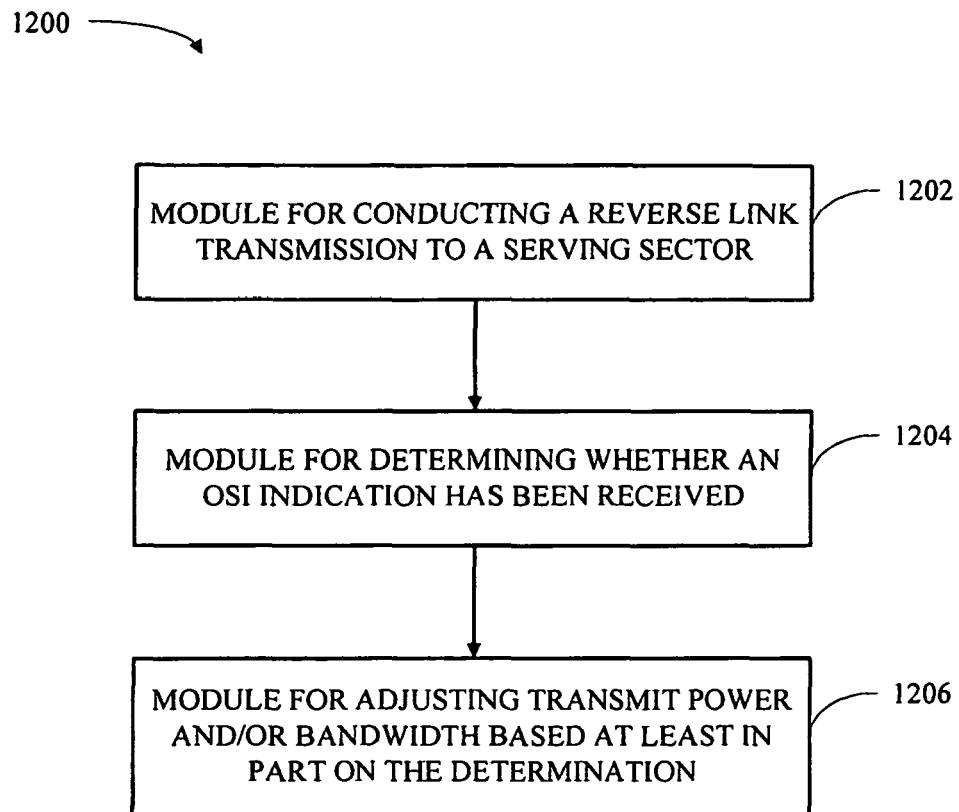 1200
MODULE FOR CONDUCTING A REVERSE LINK
TRANSMISSION TO A SERVING SECTOR
1202
MODULE FOR DETERMINING WHETHER AN
OSI INDICATION HAS BEEN RECEIVED
1204
MODULE FOR ADJUSTING TRANSMIT POWER
AND/OR BANDWIDTH BASED AT LEAST IN
PART ON THE DETERMINATION
1206